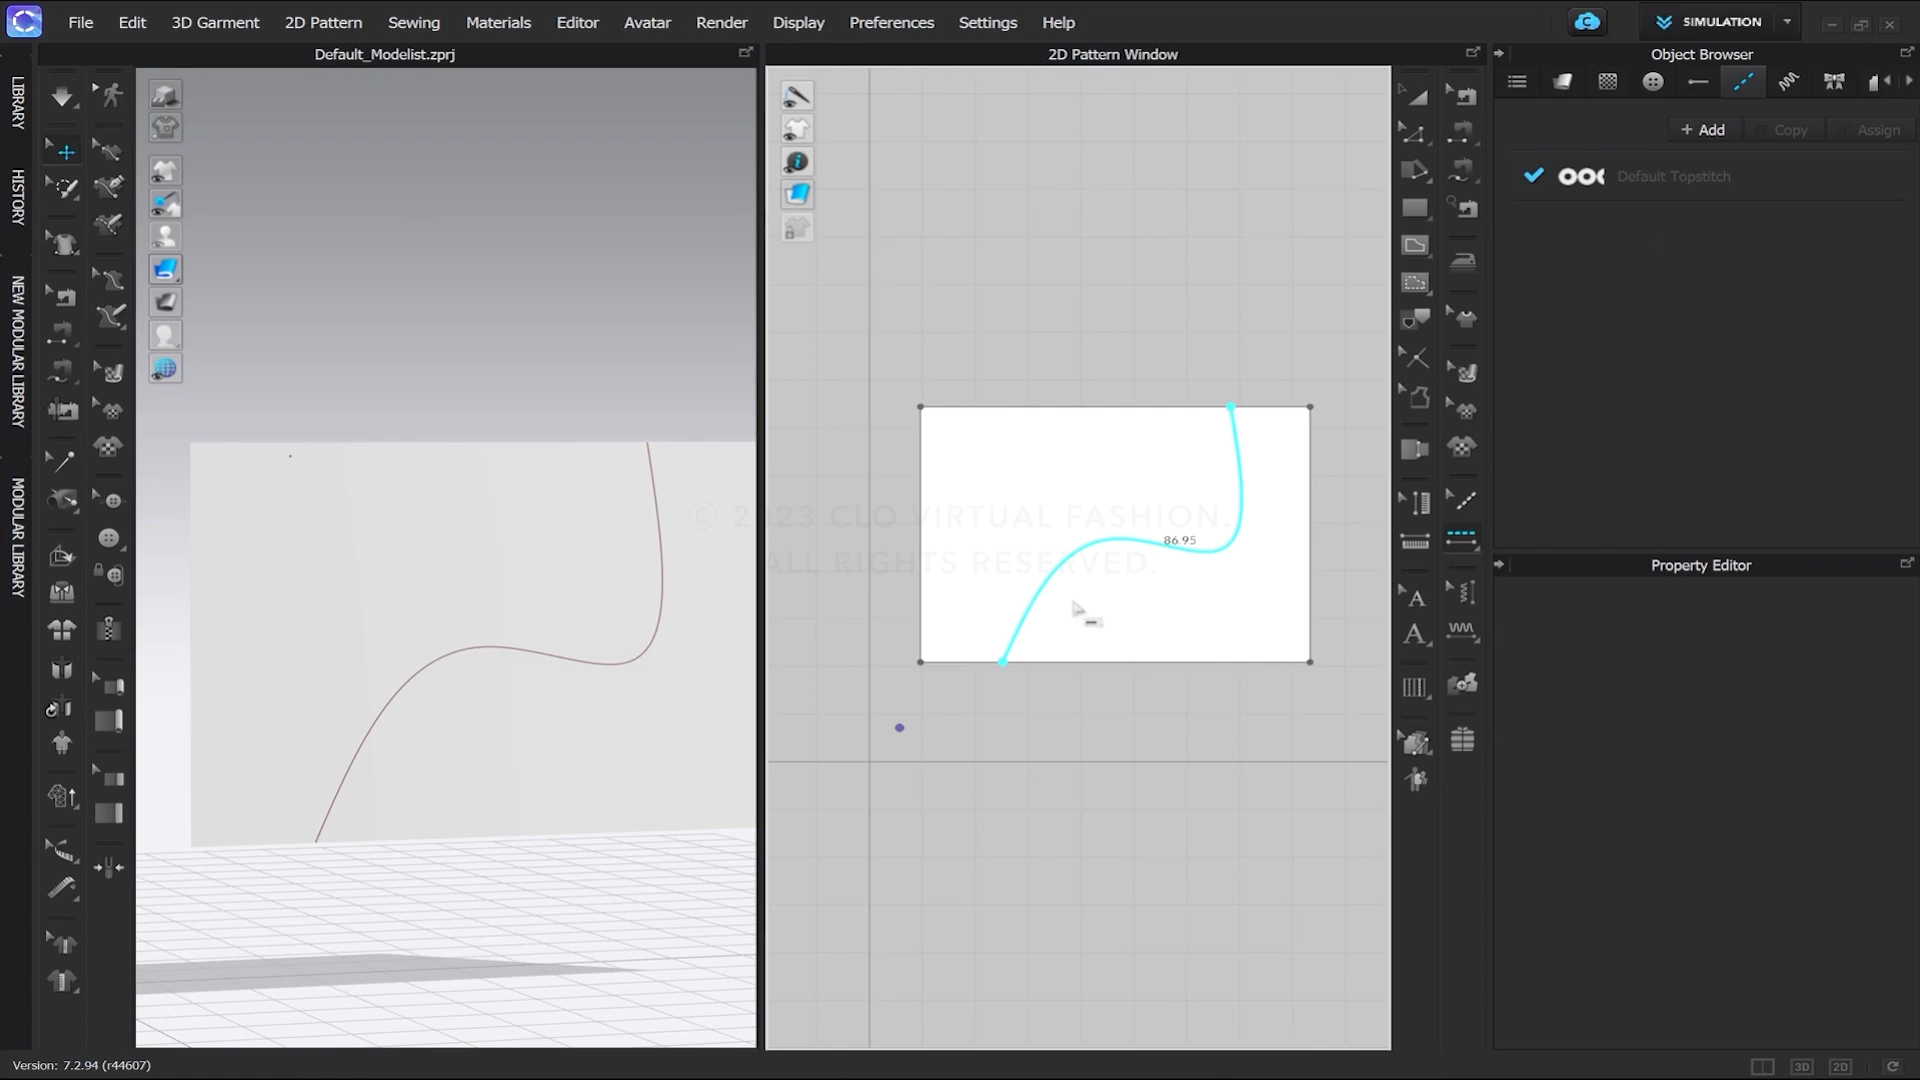 File Edit 3D Garment 2D Pattern Sewing Materials Editor Avatar Render Display Preferences Settings Help
SIMULATION
Default_Modelist.zprj
2D Pattern Window
Object Browser
LIBRARY
HISTORY
NEW MODULAR LIBRARY
MODULAR LIBRARY
+ Add
Copy
Assign
Default Topstitch
© 2023 CLO VIRTUAL FASHION.
ALL RIGHTS RESERVED.
86.95
Property Editor
Version: 7.2.94 (r44607)
3D
2D